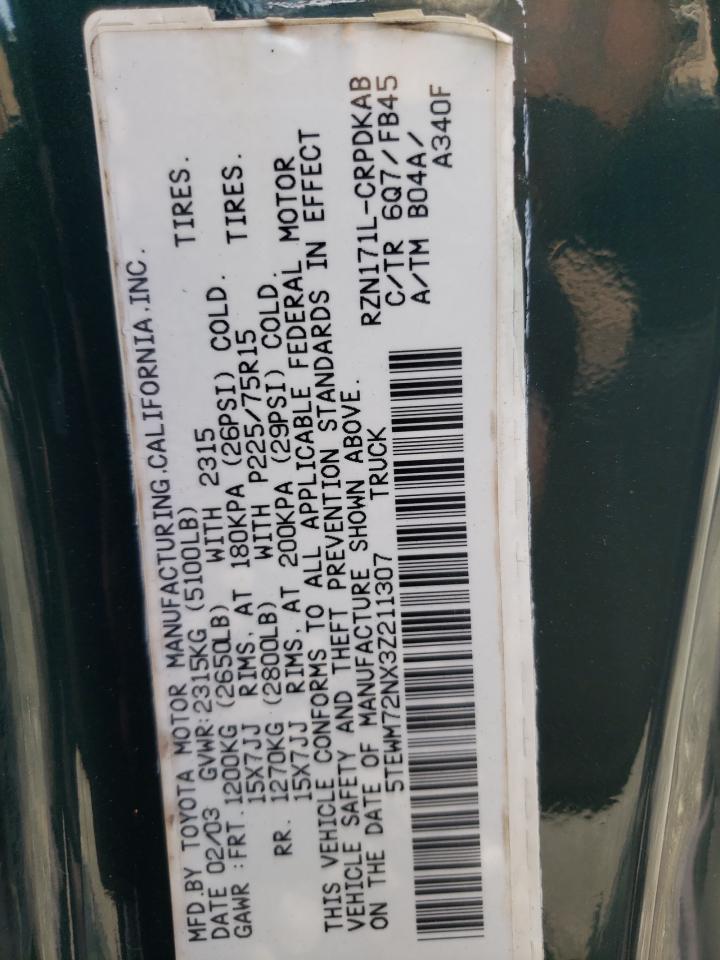 MFD.BY TOYOTA MOTOR MANUFACTURING.CALIFORNIA.INC.
DATE 02/03 GVWR:2315KG (5100LB)
GAWR :FRT.1200KG (2650LB) WITH 2315 TIRES.
15X7JJ RIMS. AT 180KPA (26PSI) COLD.
RR. 1270KG (2800LB) WITH P225/75R15 TIRES.
15X7JJ RIMS. AT 200KPA (29PSI) COLD.
THIS VEHICLE CONFORMS TO ALL APPLICABLE FEDERAL MOTOR
VEHICLE SAFETY AND THEFT PREVENTION STANDARDS IN EFFECT
ON THE DATE OF MANUFACTURE SHOWN ABOVE.
5TEWM72NX3Z211307 TRUCK
RZN171L-CRPDKAB
C/TR 6Q7/FB45
A/TM B04A/
A340F